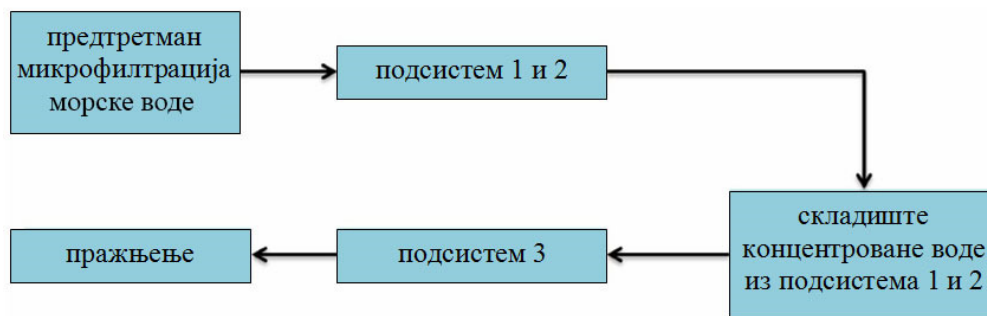 предтретман
микрофилтрација
морске воде
подсистем 1 и 2
складиште
концентроване воде
из подсистема 1 и 2
подсистем 3
пражњење